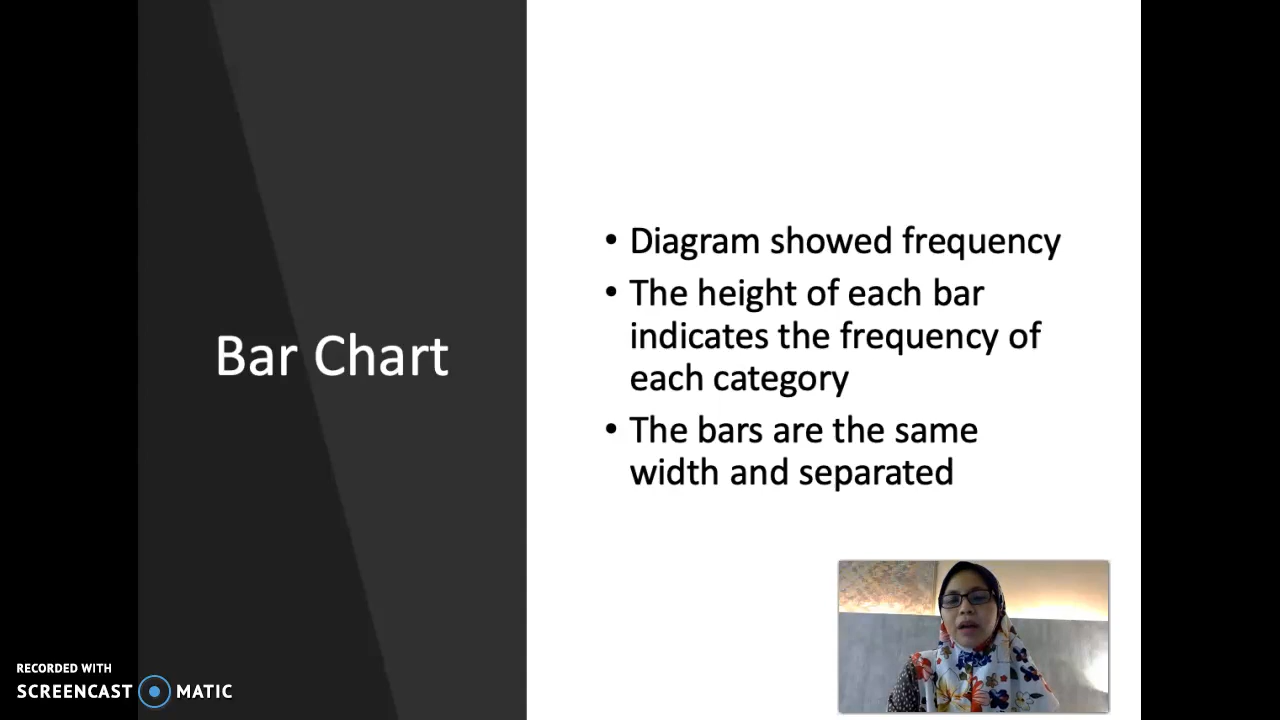 Bar Chart
• Diagram showed frequency
• The height of each bar
indicates the frequency of
each category
• The bars are the same
width and separated
RECORDED WITH
SCREENCAST MATIC